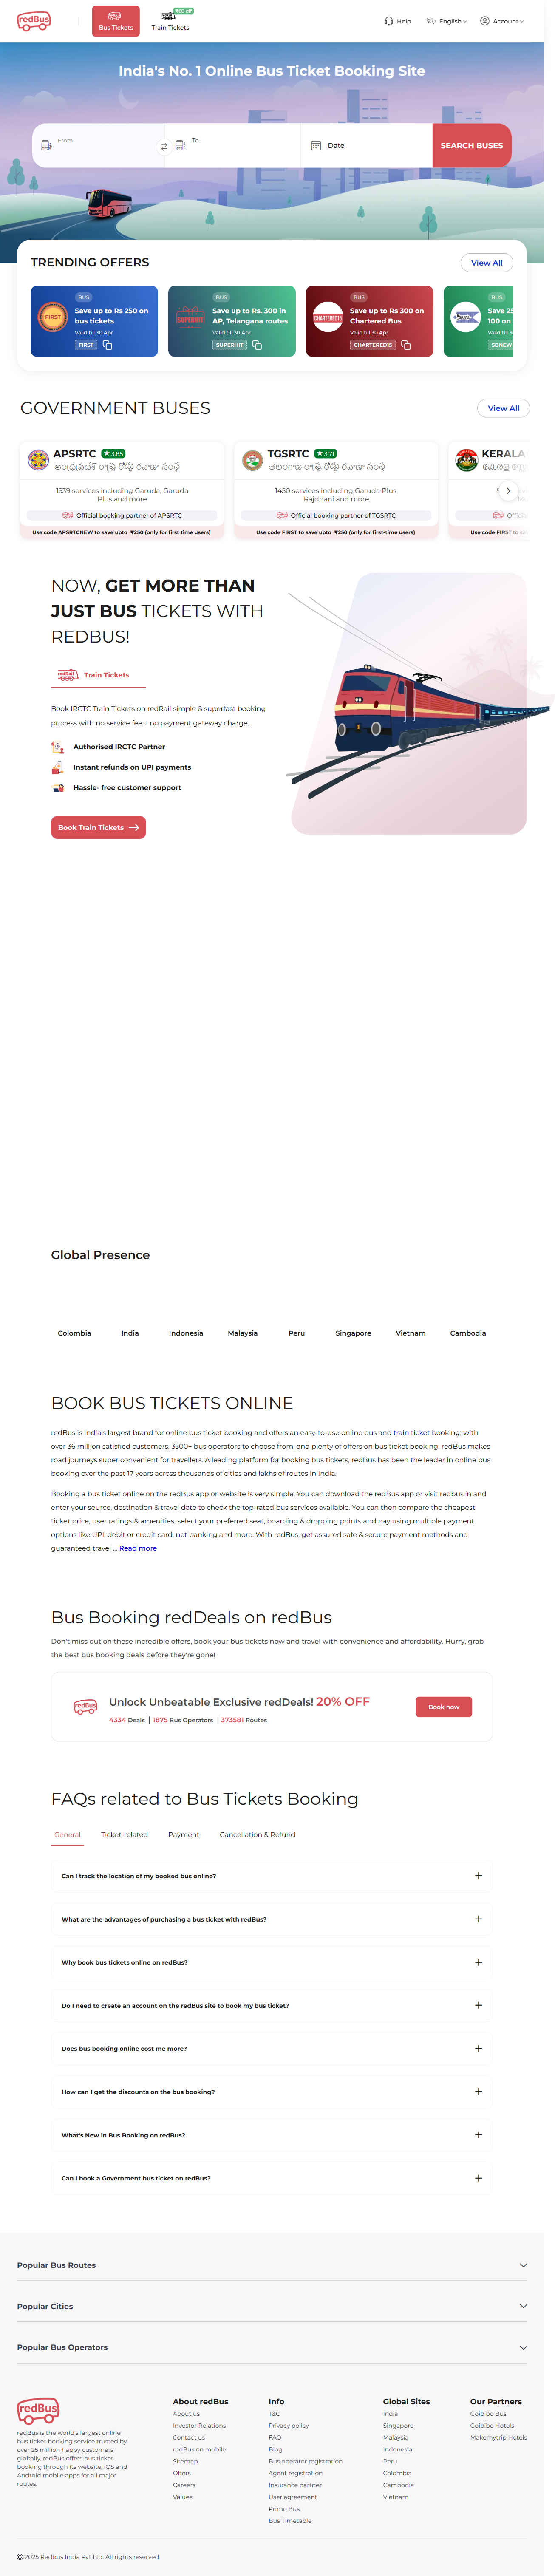 redBus
Bus Tickets
₹60 off
Train Tickets
Help
English
Account
India's No. 1 Online Bus Ticket Booking Site
From
To
Date
SEARCH BUSES
TRENDING OFFERS
View All
FIRST
BUS
Save up to Rs 250 on
bus tickets
Valid till 30 Apr
FIRST
SUPERHIT
BUS
Save up to Rs. 300 in
AP, Telangana routes
Valid till 30 Apr
SUPERHIT
CHARTERED15
BUS
Save up to Rs 300 on
Chartered Bus
Valid till 30 Apr
CHARTERED15
BUS
Save 25
100 on
Valid till 3
SBNEW
GOVERNMENT BUSES
View All
APSRTC
3.85
ఆంధ్రప్రదేశ్ రాష్ట్ర రోడ్డు రవాణా సంస్థ
1539 services including Garuda, Garuda
Plus and more
Official booking partner of APSRTC
Use code APSRTCNEW to save upto ₹250 (only for first time users)
TGSRTC
3.71
తెలంగాణ రాష్ట్ర రోడ్డు రవాణా సంస్థ
1450 services including Garuda Plus,
Rajdhani and more
Official booking partner of TGSRTC
Use code FIRST to save upto ₹250 (only for first-time users)
KERALA
Use code FIRST to
NOW, GET MORE THAN
JUST BUS TICKETS WITH
REDBUS!
redRail
Train Tickets
Book IRCTC Train Tickets on redRail simple & superfast booking
process with no service fee + no payment gateway charge.
Authorised IRCTC Partner
Instant refunds on UPI payments
Hassle- free customer support
Book Train Tickets
Global Presence
Colombia
India
Indonesia
Malaysia
Peru
Singapore
Vietnam
Cambodia
BOOK BUS TICKETS ONLINE
redBus is India's largest brand for online bus ticket booking and offers an easy-to-use online bus and train ticket booking; with
over 36 million satisfied customers, 3500+ bus operators to choose from, and plenty of offers on bus ticket booking, redBus makes
road journeys super convenient for travellers. A leading platform for booking bus tickets, redBus has been the leader in online bus
booking over the past 17 years across thousands of cities and lakhs of routes in India.
Booking a bus ticket online on the redBus app or website is very simple. You can download the redBus app or visit redbus.in and
enter your source, destination & travel date to check the top-rated bus services available. You can then compare the cheapest
ticket price, user ratings & amenities, select your preferred seat, boarding & dropping points and pay using multiple payment
options like UPI, debit or credit card, net banking and more. With redBus, get assured safe & secure payment methods and
guaranteed travel ... Read more
Bus Booking redDeals on redBus
Don't miss out on these incredible offers, book your bus tickets now and travel with convenience and affordability. Hurry, grab
the best bus booking deals before they're gone!
redBus
Unlock Unbeatable Exclusive redDeals! 20% OFF
4334 Deals | 1875 Bus Operators | 373581 Routes
Book now
FAQs related to Bus Tickets Booking
General
Ticket-related
Payment
Cancellation & Refund
Can I track the location of my booked bus online?
What are the advantages of purchasing a bus ticket with redBus?
Why book bus tickets online on redBus?
Do I need to create an account on the redBus site to book my bus ticket?
Does bus booking online cost me more?
How can I get the discounts on the bus booking?
What's New in Bus Booking on redBus?
Can I book a Government bus ticket on redBus?
Popular Bus Routes
Popular Cities
Popular Bus Operators
redBus
redBus is the world's largest online
bus ticket booking service trusted by
over 25 million happy customers
globally. redBus offers bus ticket
booking through its website, iOS and
Android mobile apps for all major
routes.
About redBus
About us
Investor Relations
Contact us
redBus on mobile
Sitemap
Offers
Careers
Values
Info
T&C
Privacy policy
FAQ
Blog
Bus operator registration
Agent registration
Insurance partner
User agreement
Primo Bus
Bus Timetable
Global Sites
India
Singapore
Malaysia
Indonesia
Peru
Colombia
Cambodia
Vietnam
Our Partners
Goibibo Bus
Goibibo Hotels
Makemytrip Hotels
© 2025 Redbus India Pvt Ltd. All rights reserved